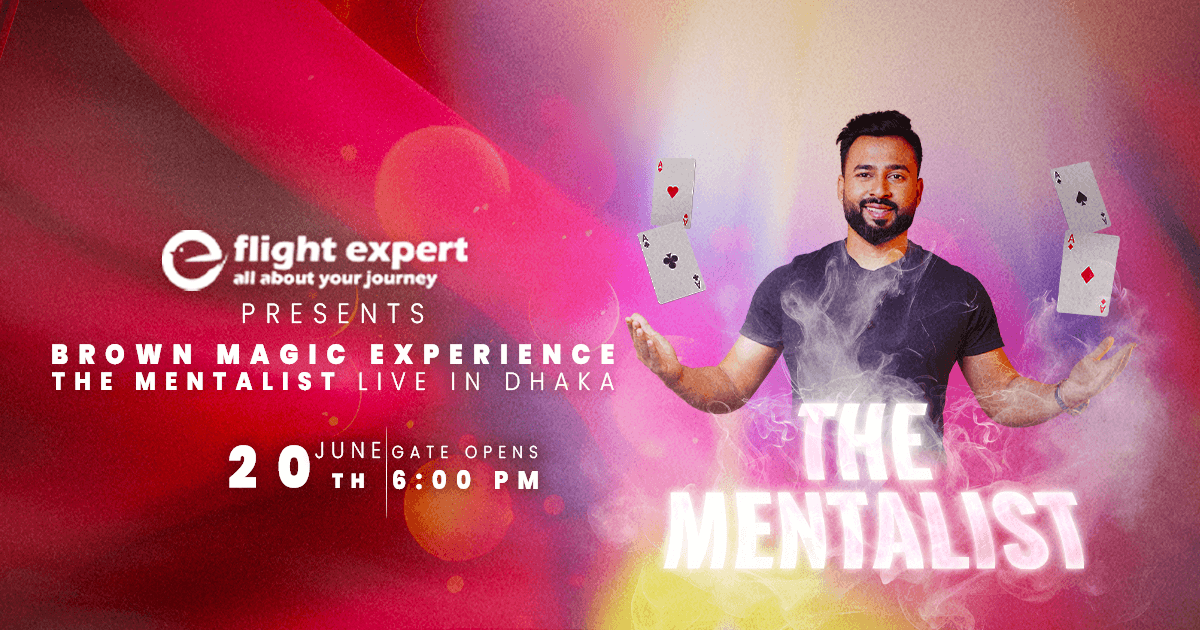 flight expert
all about your journey
PRESENTS
BROWN MAGIC EXPERIENCE
THE MENTALIST LIVE IN DHAKA
20 JUNE TH
GATE OPENS
6:00 PM
A
A
A
A
A
A
A
A
THE
MENTALIST